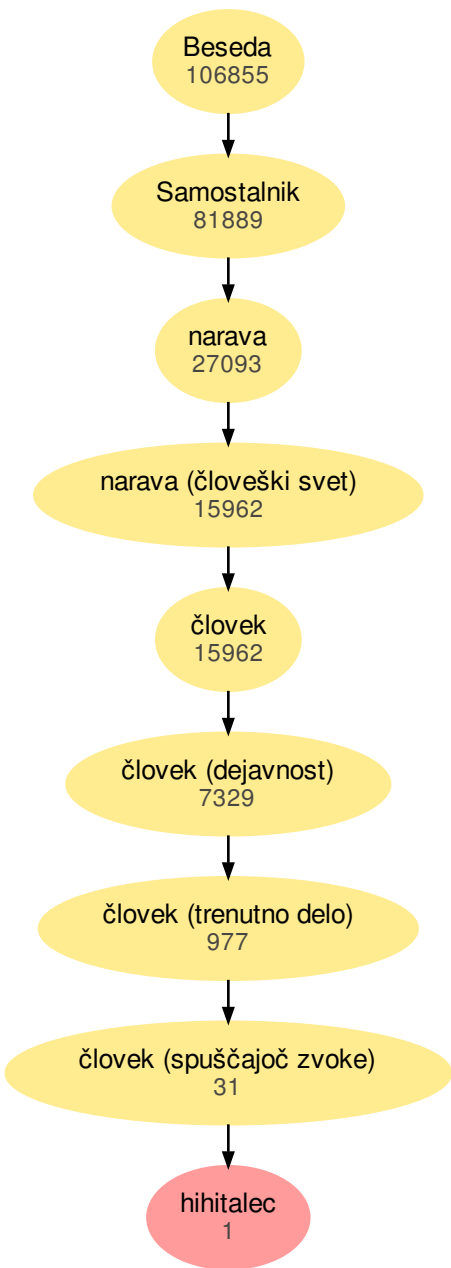 Beseda
106855
Samostalnik
81889
narava
27093
narava (človeški svet)
15962
človek
15962
človek (dejavnost)
7329
človek (trenutno delo)
977
človek (spuščajoč zvoke)
31
hihitalec
1